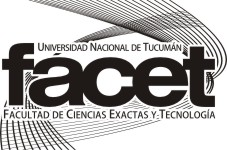 UNIVERSIDAD NACIONAL DE TUCUMÁN
facet
FACULTAD DE CIENCIAS EXACTAS Y TECNOLOGÍA